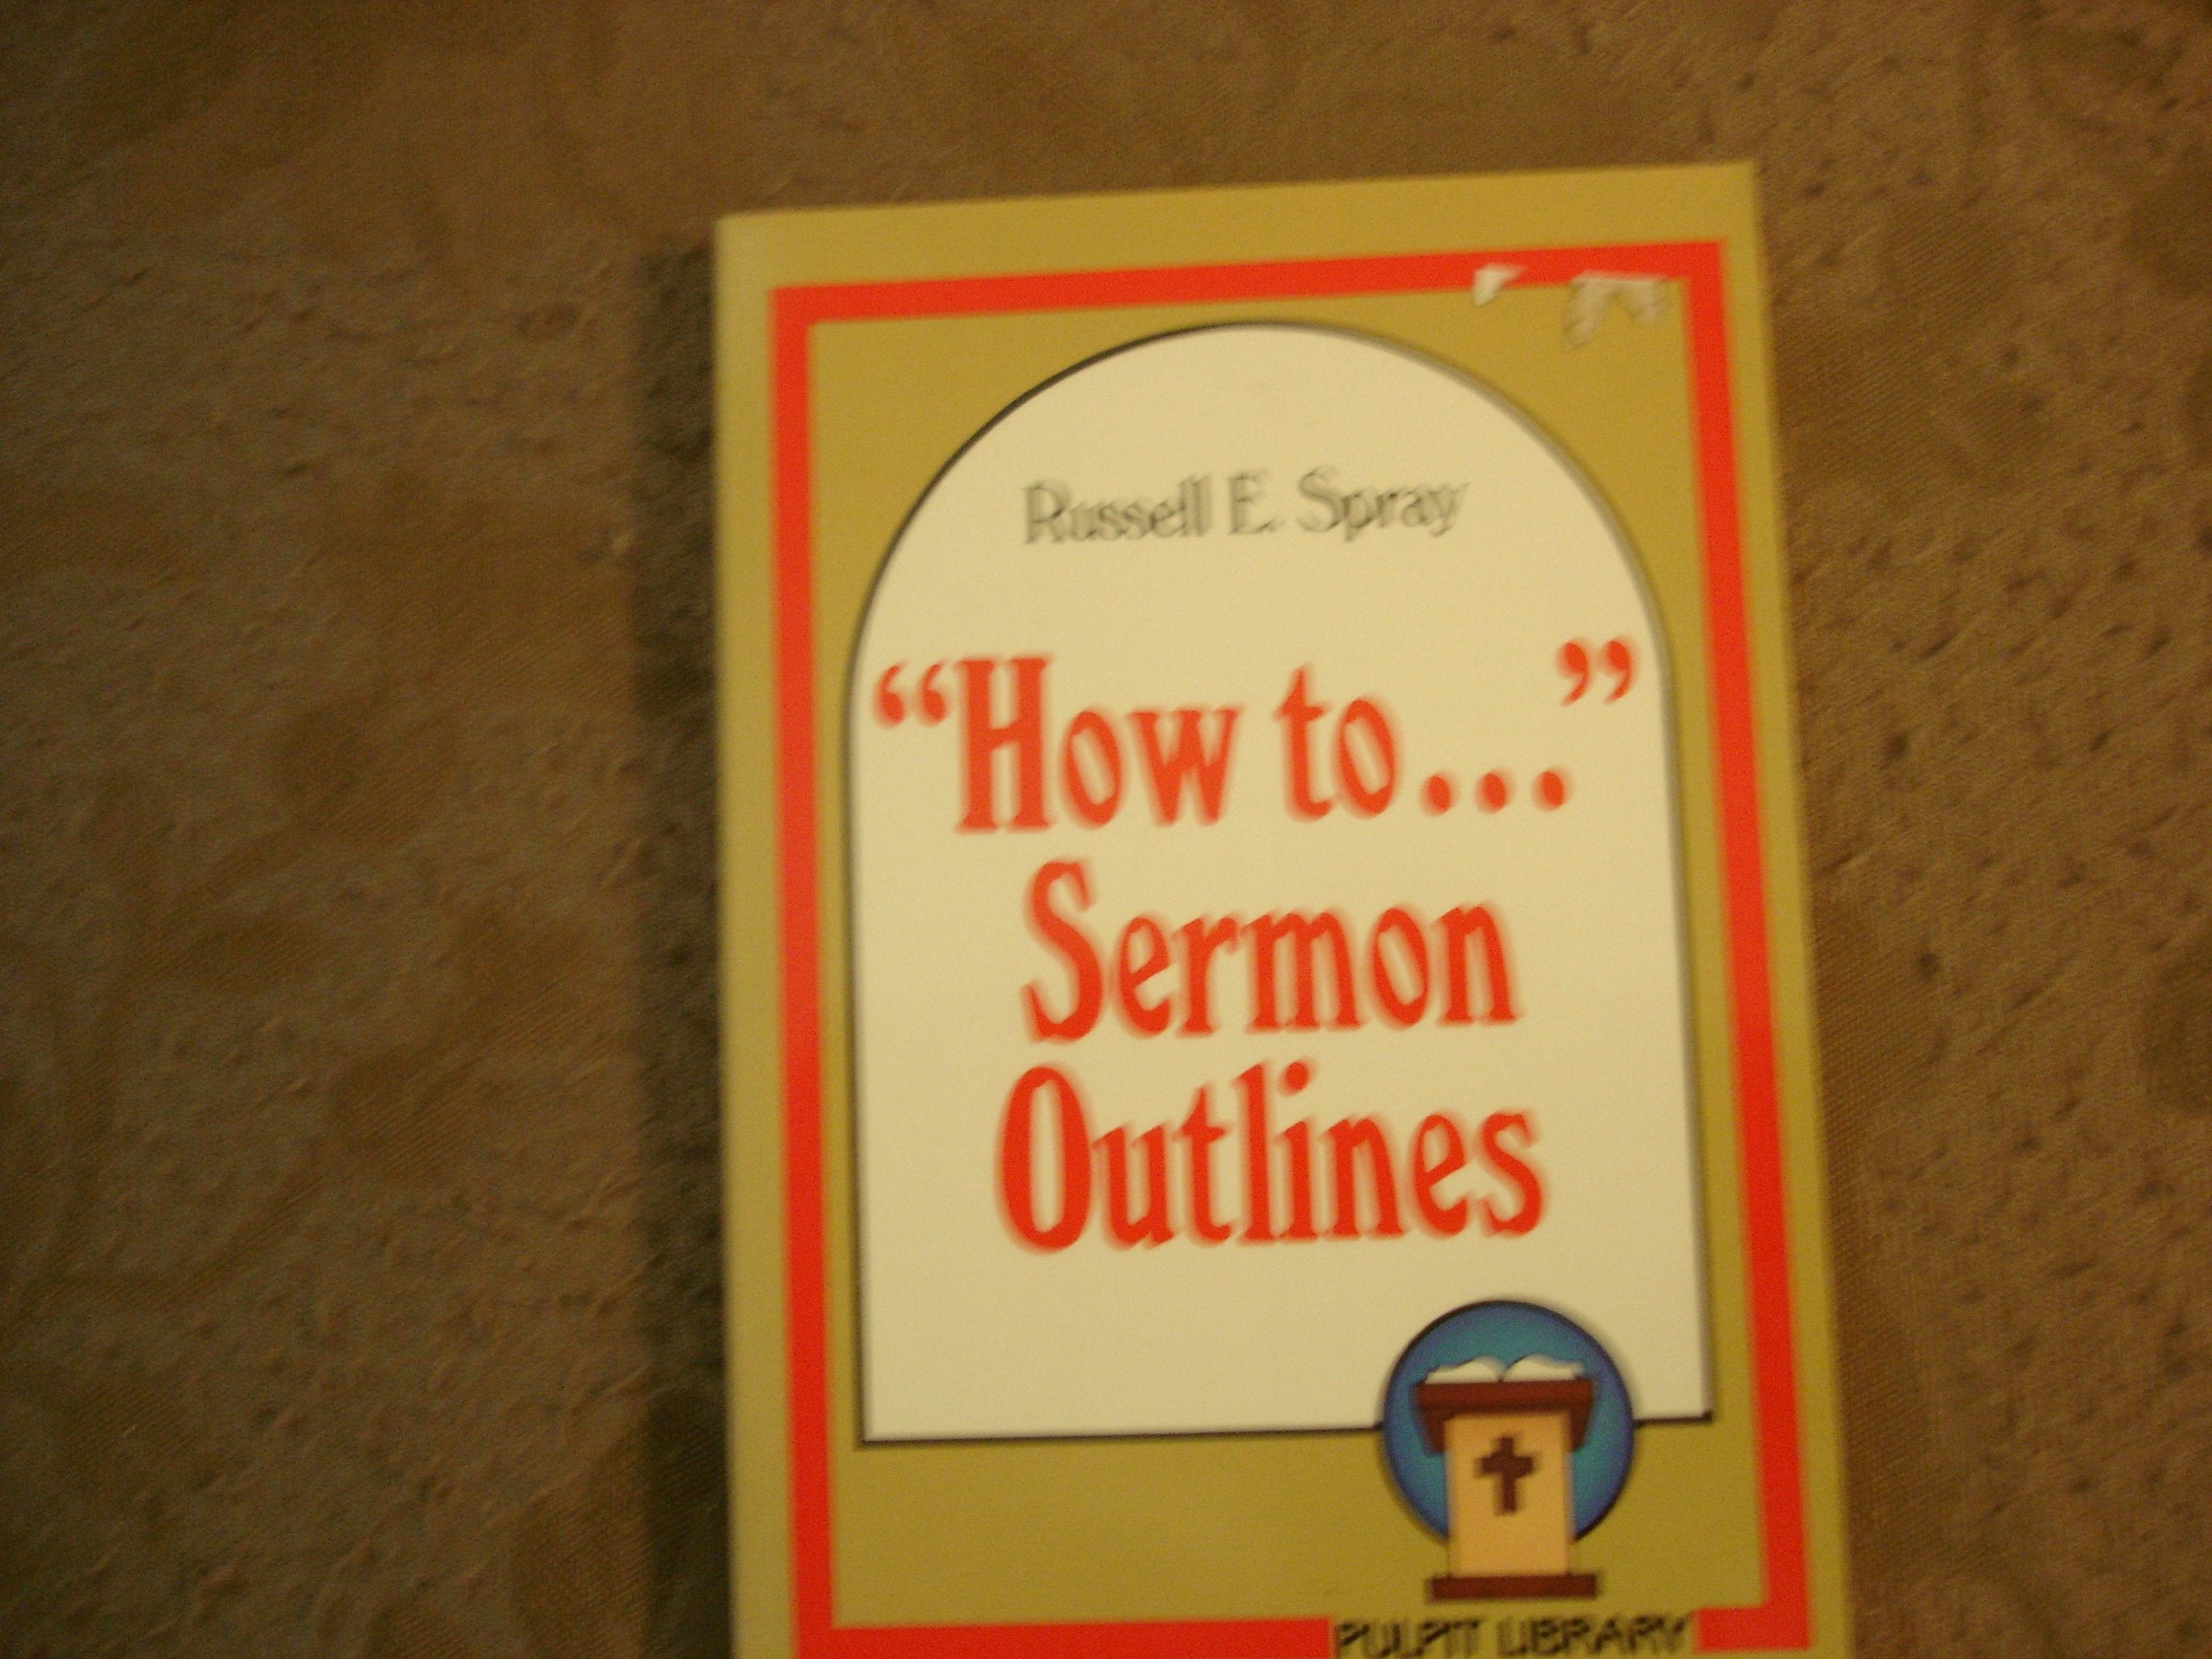 Russell E. Spray
“How to...”
Sermon
Outlines
PULPIT LIBRARY